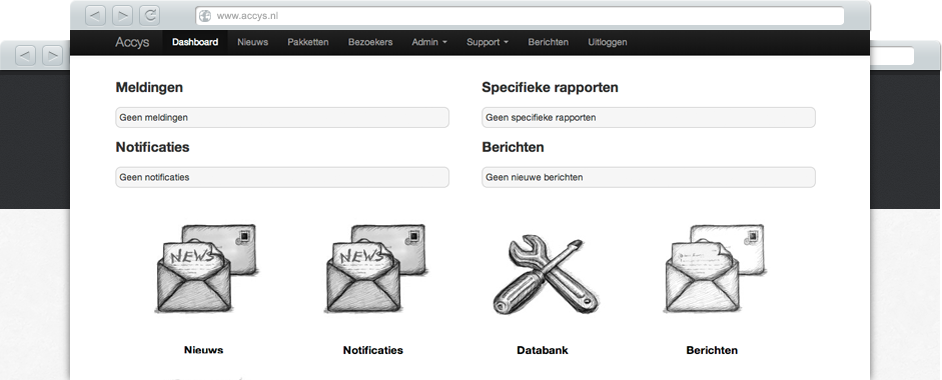 www.accys.nl
Accys Dashboard Nieuws Pakketten Bezoekers Admin Support Berichten Uitloggen
Meldingen Specifieke rapporten
Geen meldingen Geen specifieke rapporten
Notificaties Berichten
Geen notificaties Geen nieuwe berichten
NEWS NEWS
Nieuws Notificaties Databank Berichten